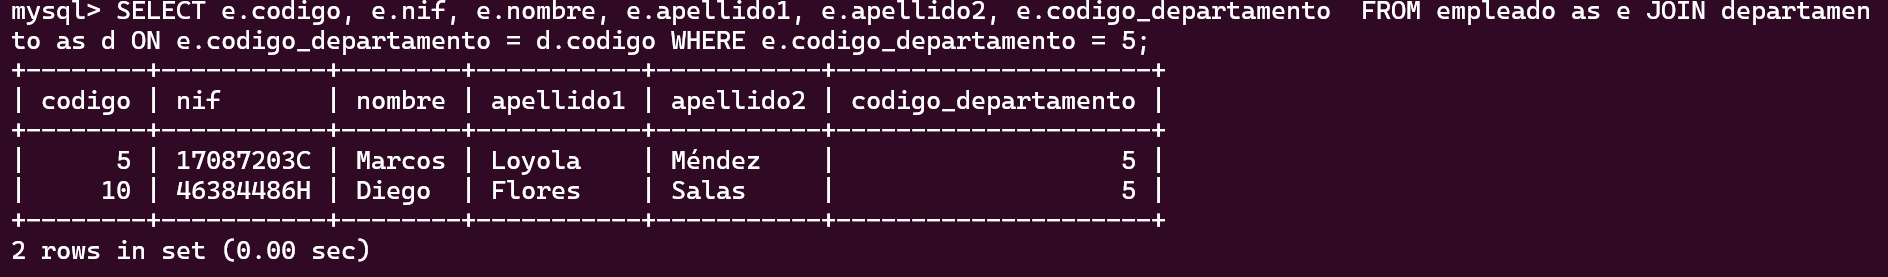 mysql> SELECT e.codigo, e.nif, e.nombre, e.apellido1, e.apellido2, e.codigo_departamento  FROM empleado as e JOIN departamen
to as d ON e.codigo_departamento = d.codigo WHERE e.codigo_departamento = 5;
+--------+-----------+--------+-----------+-----------+---------------------+
| codigo | nif       | nombre | apellido1 | apellido2 | codigo_departamento |
+--------+-----------+--------+-----------+-----------+---------------------+
|      5 | 17087203C | Marcos | Loyola    | Méndez    |                   5 |
|     10 | 46384486H | Diego  | Flores    | Salas     |                   5 |
+--------+-----------+--------+-----------+-----------+---------------------+
2 rows in set (0.00 sec)